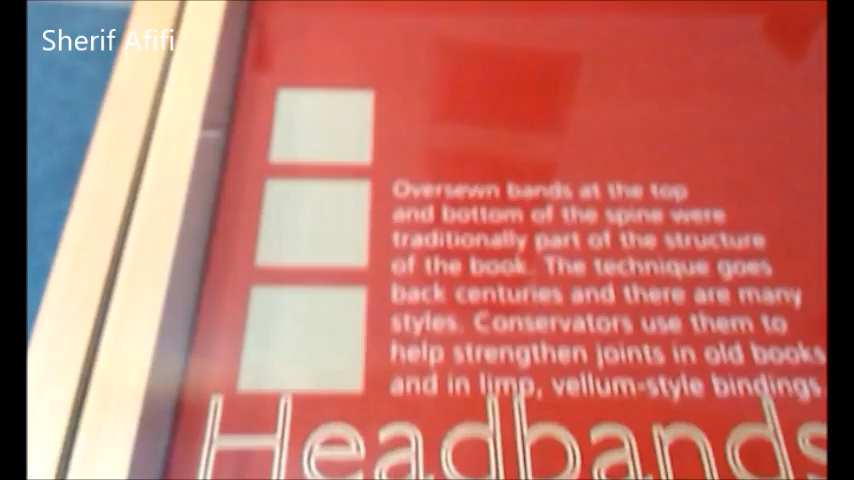 Sherif Afifi
Oversewn bands at the top
and bottom of the spine were
traditionally part of the structure
of the book. The technique goes
back centuries and there are many
styles. Conservators use them to
help strengthen joints in old books
and in limp, vellum-style bindings.
Headbands